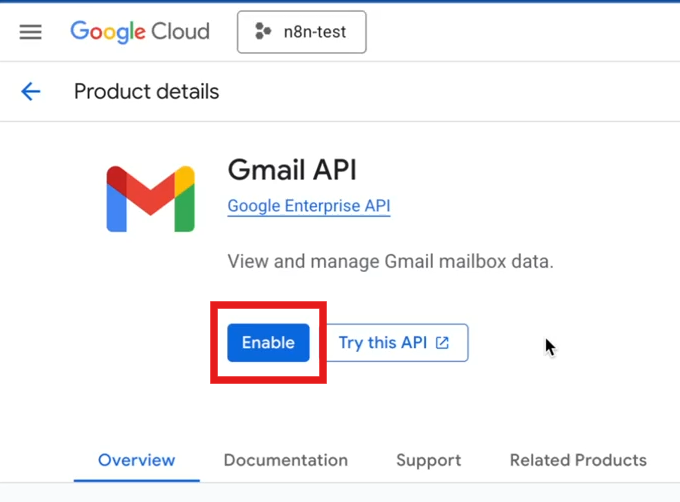 Google Cloud n8n-test
Product details
Gmail API
Google Enterprise API
View and manage Gmail mailbox data.
Enable Try this API
Overview Documentation Support Related Products